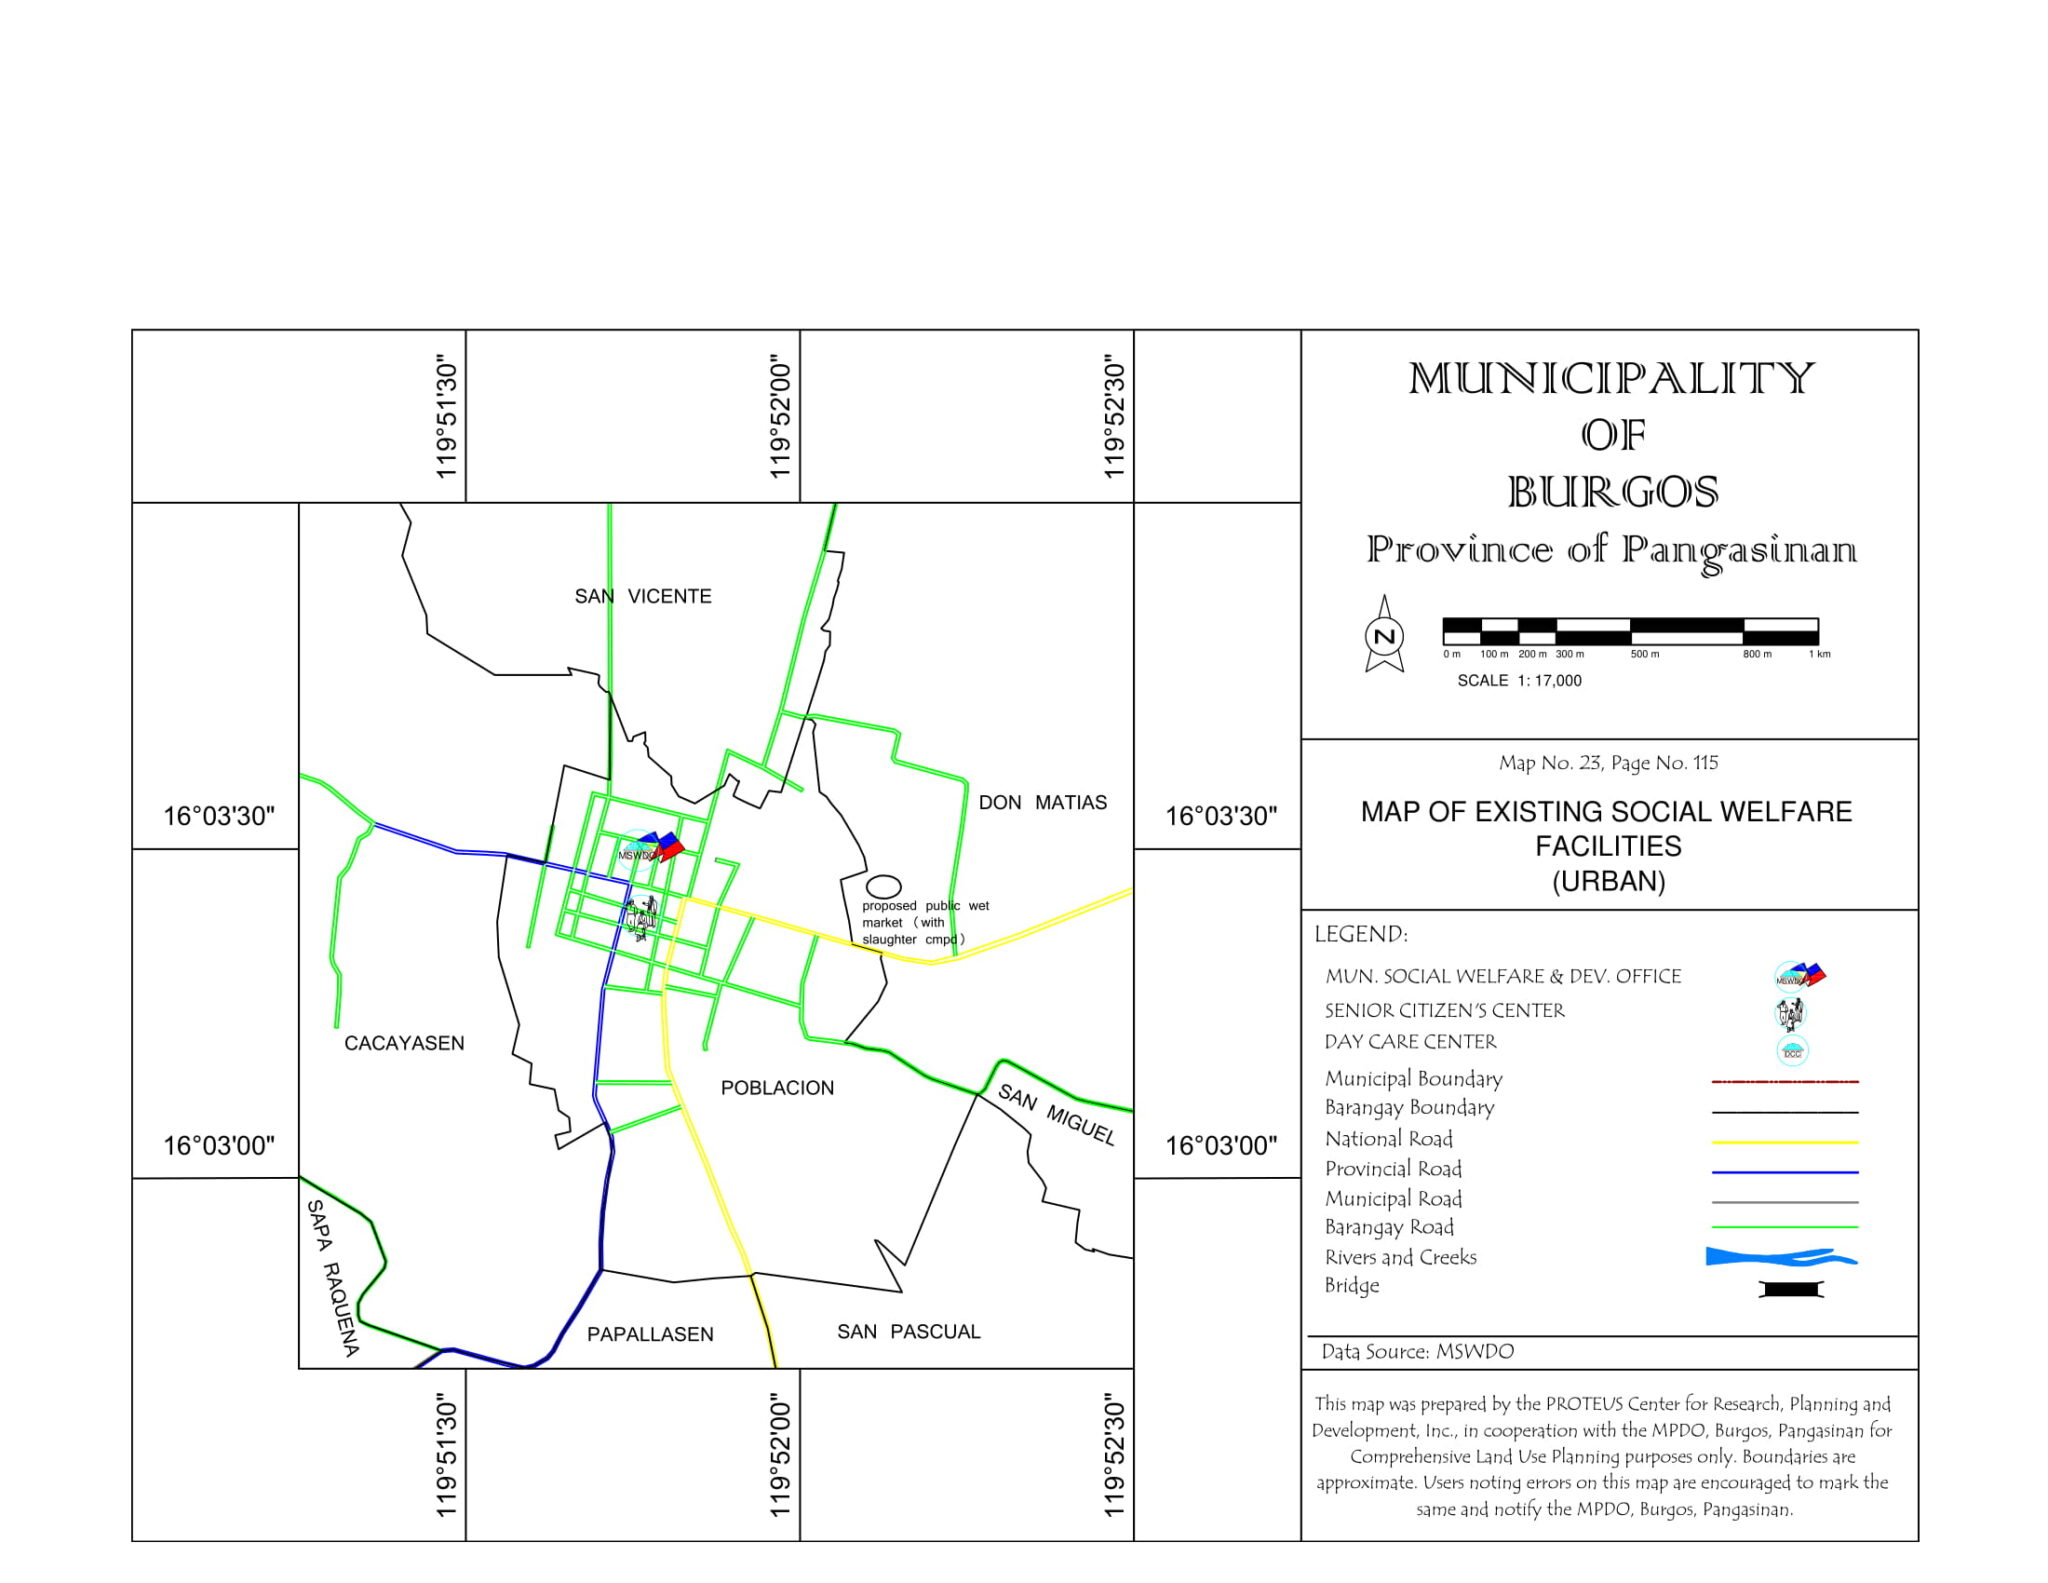 119°51'30"
119°52'00"
119°52'30"
MUNICIPALITY
OF
BURGOS
Province of Pangasinan
N
0 m 100 m 200 m 300 m 500 m 800 m 1 km
SCALE 1: 17,000
Map No. 23, Page No. 115
MAP OF EXISTING SOCIAL WELFARE
FACILITIES
(URBAN)
LEGEND:
MUN. SOCIAL WELFARE & DEV. OFFICE
MSWDO
SENIOR CITIZEN'S CENTER
DAY CARE CENTER
DCC
Municipal Boundary
Barangay Boundary
National Road
Provincial Road
Municipal Road
Barangay Road
Rivers and Creeks
Bridge
Data Source: MSWDO
This map was prepared by the PROTEUS Center for Research, Planning and
Development, Inc., in cooperation with the MPDO, Burgos, Pangasinan for
Comprehensive Land Use Planning purposes only. Boundaries are
approximate. Users noting errors on this map are encouraged to mark the
same and notify the MPDO, Burgos, Pangasinan.
SAN VICENTE
DON MATIAS
16°03'30"
16°03'30"
MSWDO
proposed public wet
market (with
slaughter cmpd)
CACAYASEN
POBLACION
SAN MIGUEL
16°03'00"
16°03'00"
SAPA RAQUENA
PAPALLASEN
SAN PASCUAL
119°51'30"
119°52'00"
119°52'30"